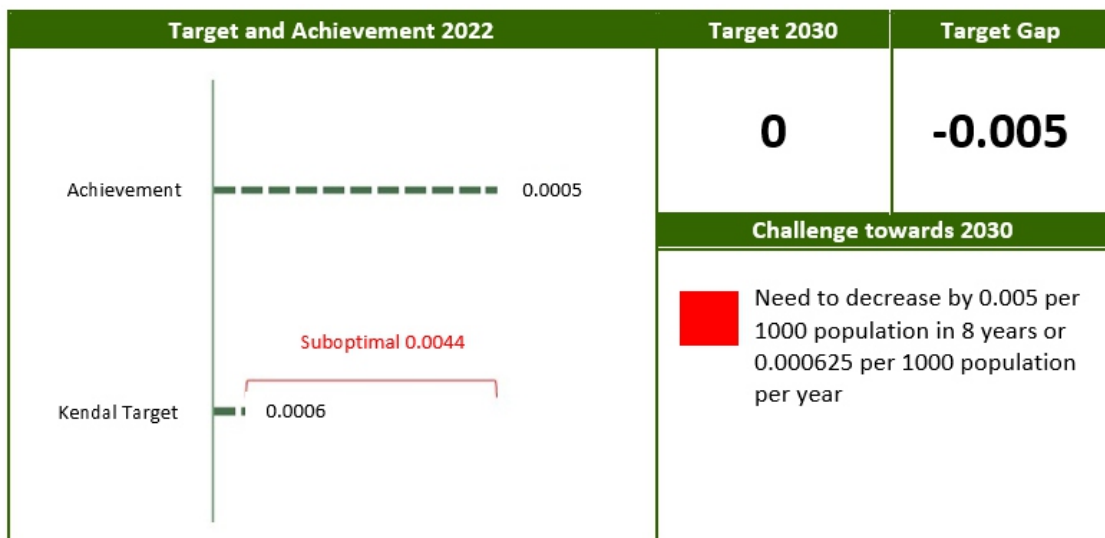 Target and Achievement 2022
Target 2030
Target Gap
0
-0.005
Achievement
0.0005
Challenge towards 2030
Need to decrease by 0.005 per
1000 population in 8 years or
0.000625 per 1000 population
per year
Suboptimal 0.0044
Kendal Target
0.0006